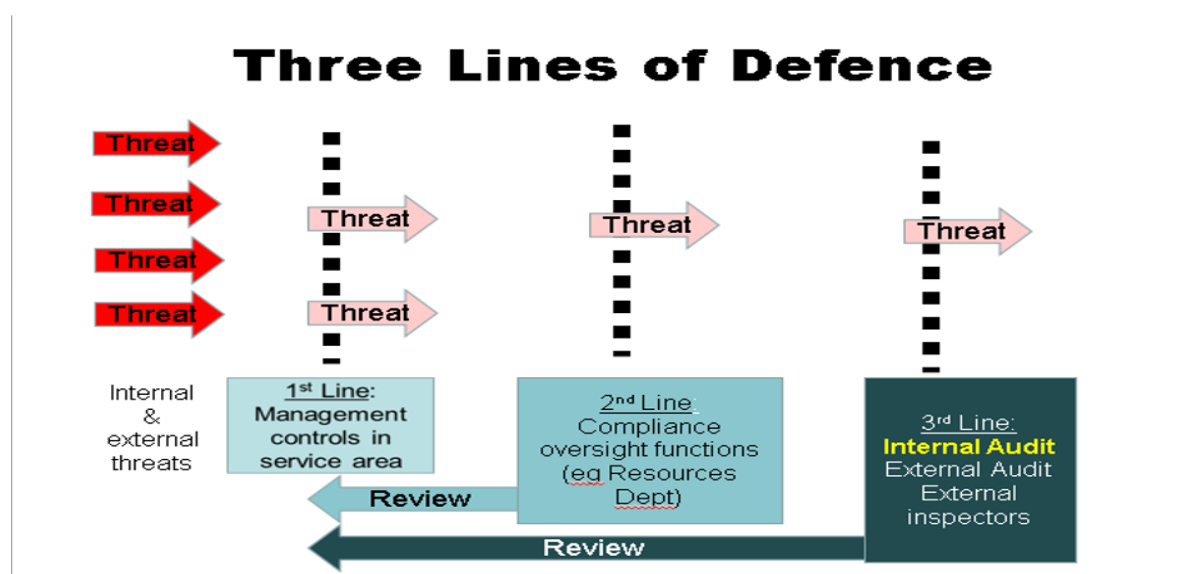 Three Lines of Defence
Threat
Threat
Threat
Threat
Threat
Threat
Threat
Threat
Internal
&
external
threats
1st Line:
Management
controls in
service area
2nd Line:
Compliance
oversight functions
(eg Resources
Dept)
3rd Line:
Internal Audit
External Audit
External
inspectors
Review
Review